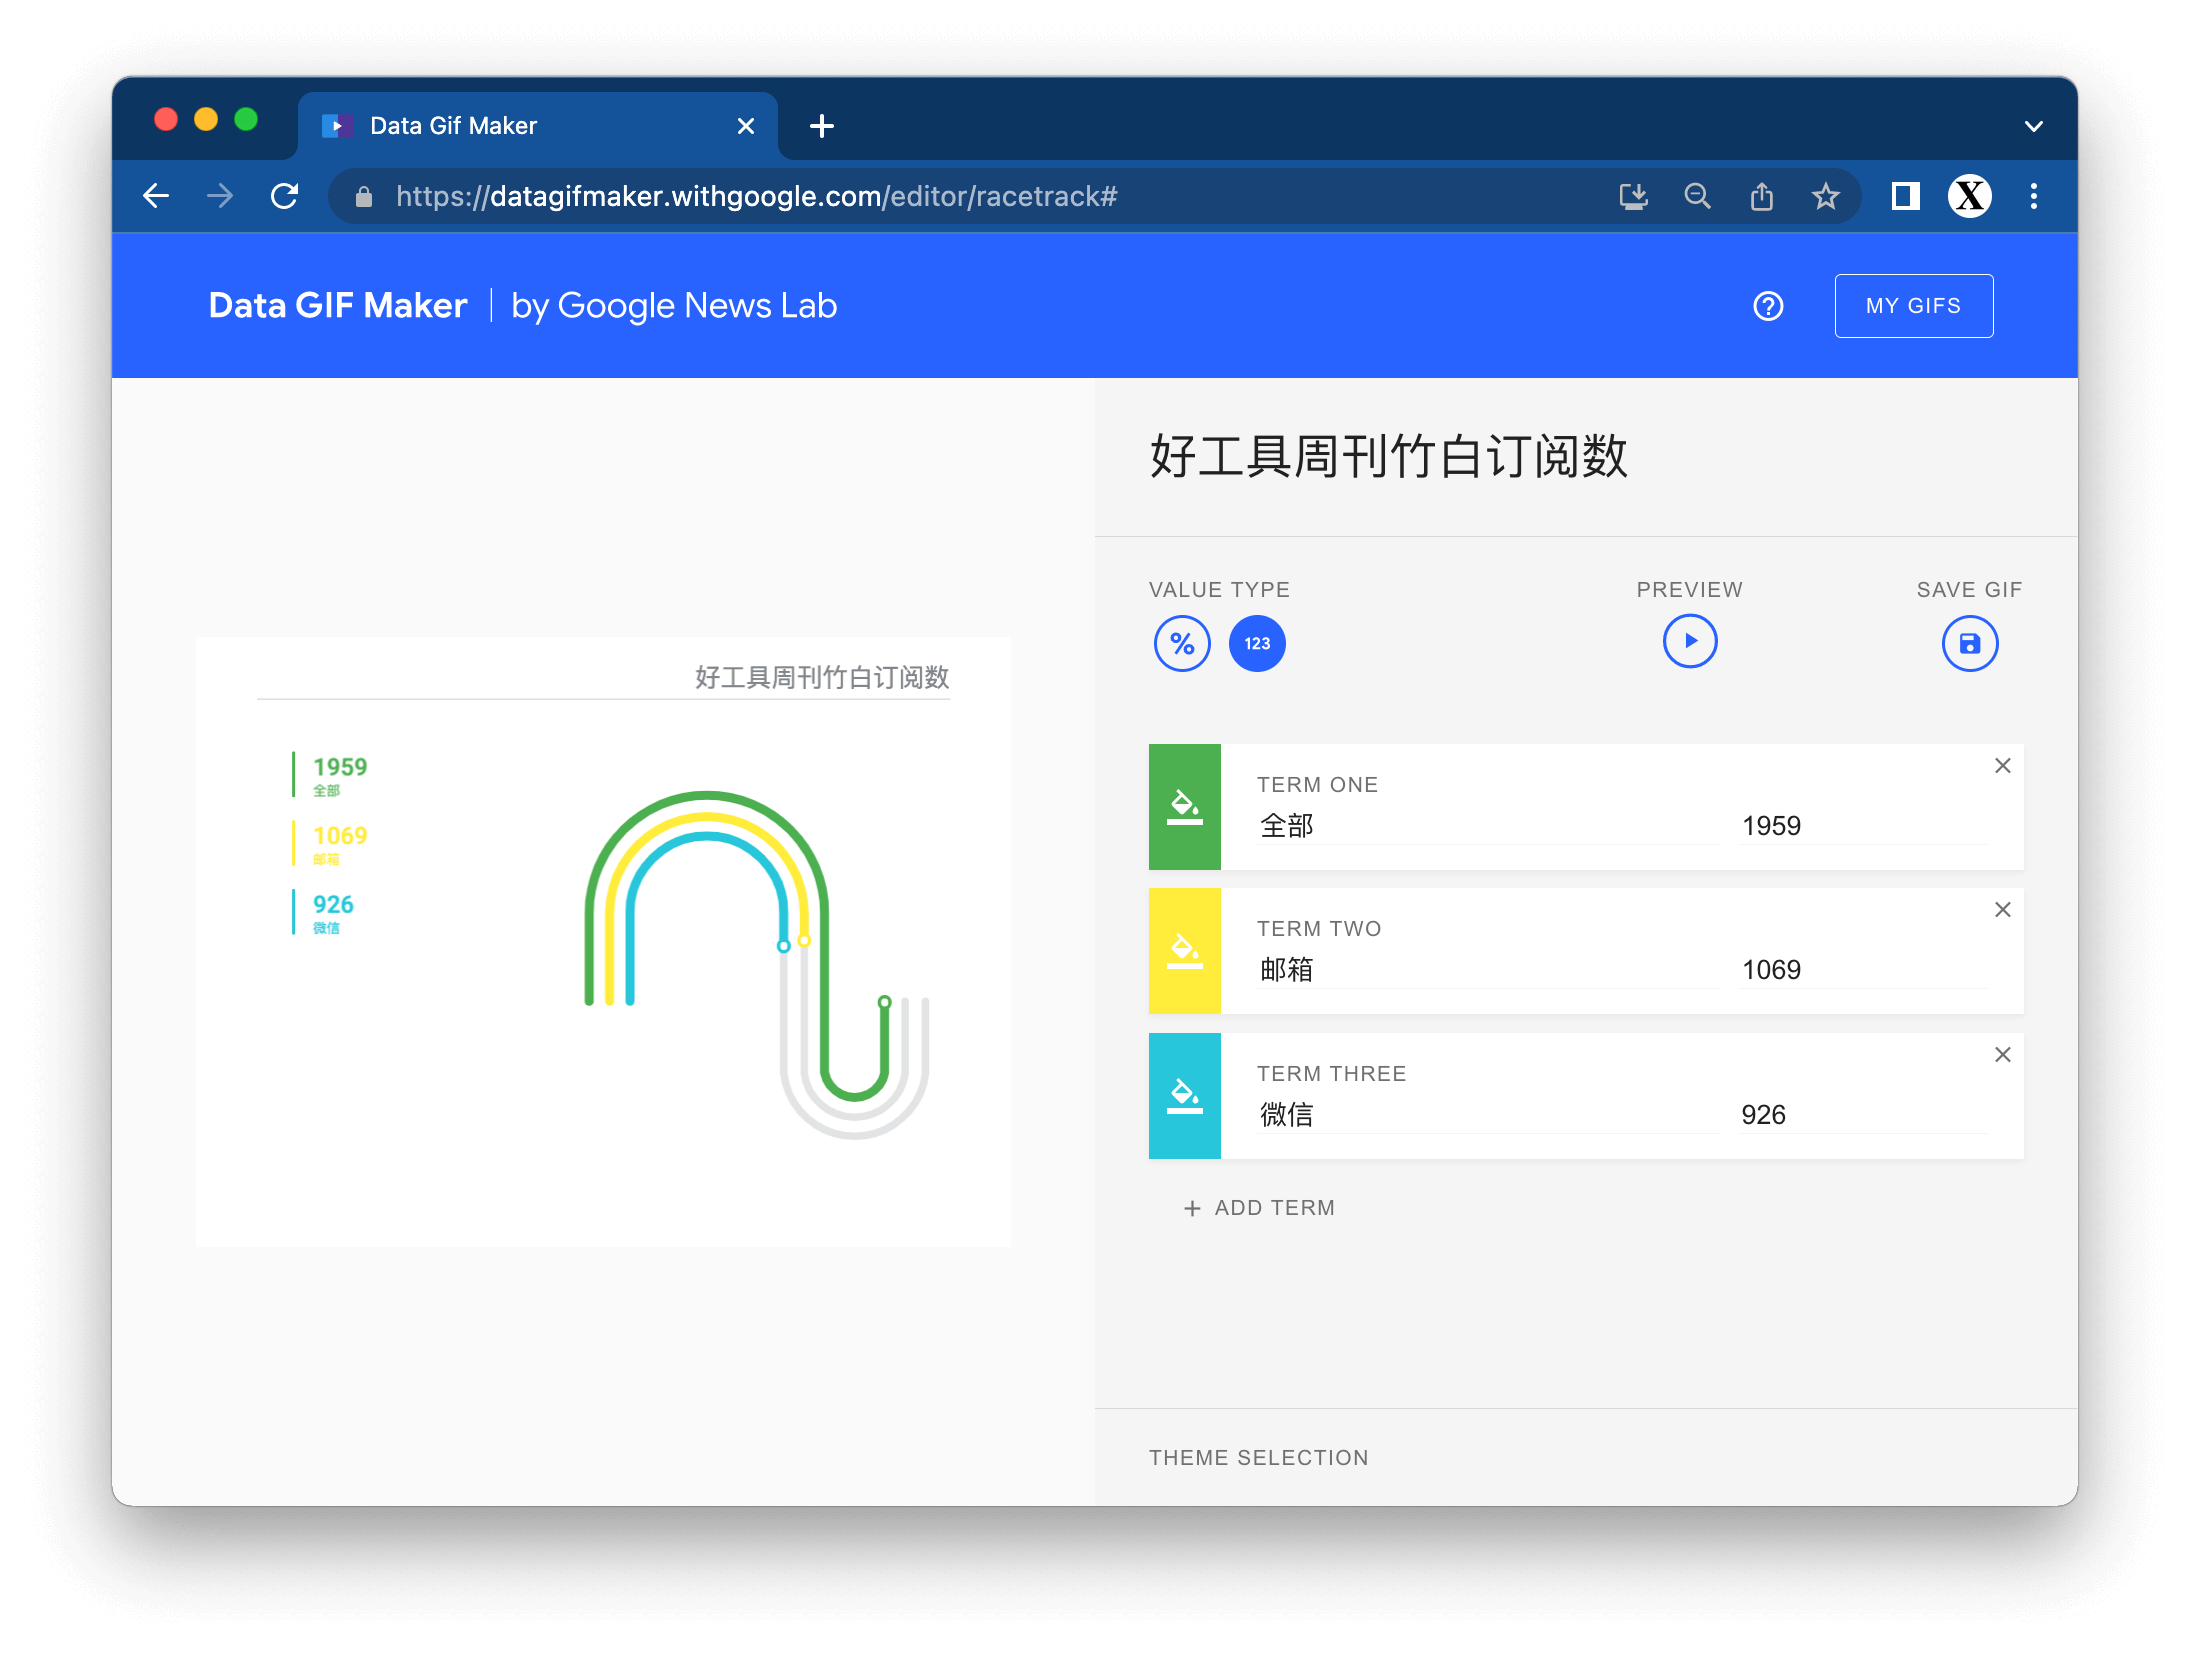 Data Gif Maker
https://datagifmaker.withgoogle.com/editor/racetrack#
X
Data GIF Maker | by Google News Lab
MY GIFS
好工具周刊竹白订阅数
1959
全部
1069
邮箱
926
微信
好工具周刊竹白订阅数
VALUE TYPE
PREVIEW
SAVE GIF
%
123
TERM ONE
全部
1959
TERM TWO
邮箱
1069
TERM THREE
微信
926
+ ADD TERM
THEME SELECTION